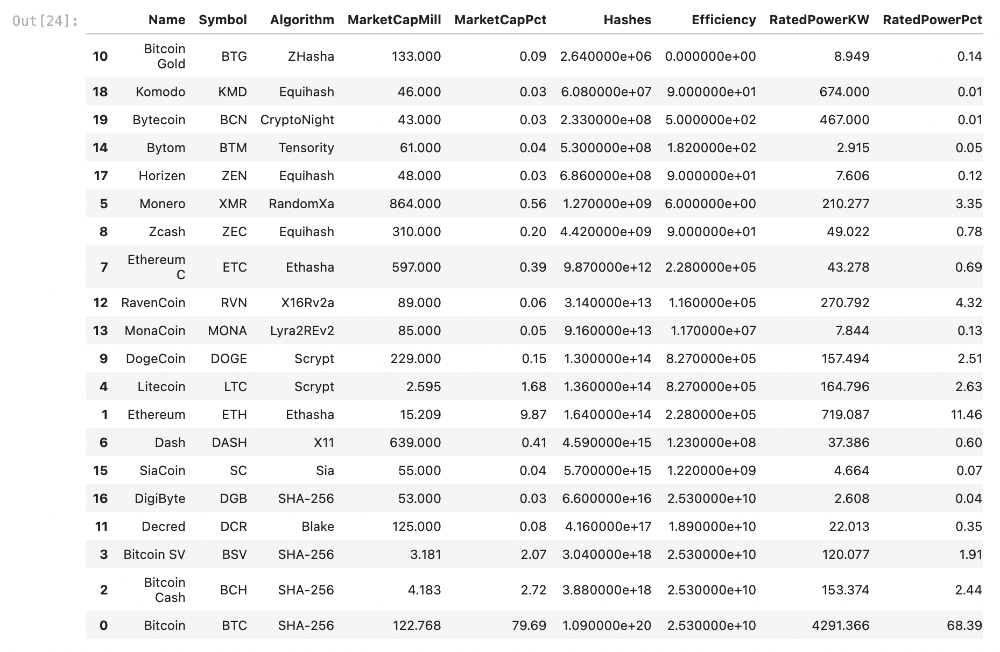 Out[24]:
Name Symbol Algorithm MarketCapMill MarketCapPct Hashes Efficiency RatedPowerKW RatedPowerPct
10 Bitcoin Gold BTG ZHasha 133.000 0.09 2.640000e+06 0.000000e+00 8.949 0.14
18 Komodo KMD Equihash 46.000 0.03 6.080000e+07 9.000000e+01 674.000 0.01
19 Bytecoin BCN CryptoNight 43.000 0.03 2.330000e+08 5.000000e+02 467.000 0.01
14 Bytom BTM Tensority 61.000 0.04 5.300000e+08 1.820000e+02 2.915 0.05
17 Horizen ZEN Equihash 48.000 0.03 6.860000e+08 9.000000e+01 7.606 0.12
5 Monero XMR RandomXa 864.000 0.56 1.270000e+09 6.000000e+00 210.277 3.35
8 Zcash ZEC Equihash 310.000 0.20 4.420000e+09 9.000000e+01 49.022 0.78
7 Ethereum C ETC Ethasha 597.000 0.39 9.870000e+12 2.280000e+05 43.278 0.69
12 RavenCoin RVN X16Rv2a 89.000 0.06 3.140000e+13 1.160000e+05 270.792 4.32
13 MonaCoin MONA Lyra2REv2 85.000 0.05 9.160000e+13 1.170000e+07 7.844 0.13
9 DogeCoin DOGE Scrypt 229.000 0.15 1.300000e+14 8.270000e+05 157.494 2.51
4 Litecoin LTC Scrypt 2.595 1.68 1.360000e+14 8.270000e+05 164.796 2.63
1 Ethereum ETH Ethasha 15.209 9.87 1.640000e+14 2.280000e+05 719.087 11.46
6 Dash DASH X11 639.000 0.41 4.590000e+15 1.230000e+08 37.386 0.60
15 SiaCoin SC Sia 55.000 0.04 5.700000e+15 1.220000e+09 4.664 0.07
16 DigiByte DGB SHA-256 53.000 0.03 6.600000e+16 2.530000e+10 2.608 0.04
11 Decred DCR Blake 125.000 0.08 4.160000e+17 1.890000e+10 22.013 0.35
3 Bitcoin SV BSV SHA-256 3.181 2.07 3.040000e+18 2.530000e+10 120.077 1.91
2 Bitcoin Cash BCH SHA-256 4.183 2.72 3.880000e+18 2.530000e+10 153.374 2.44
0 Bitcoin BTC SHA-256 122.768 79.69 1.090000e+20 2.530000e+10 4291.366 68.39